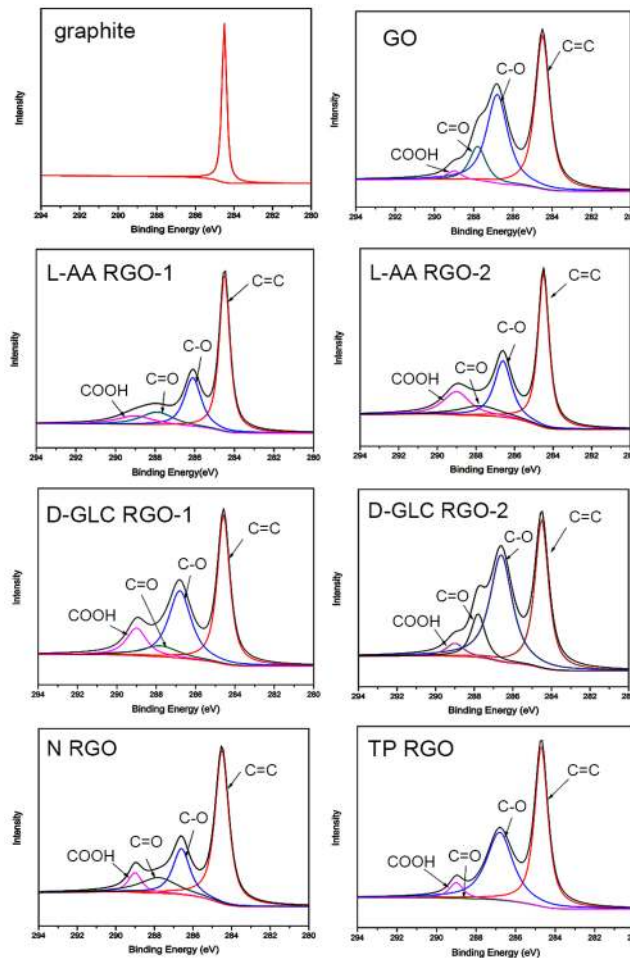 graphite
Intensity
294 292 290 288 286 284 282 280
Binding Energy (eV)
GO
C=C
C-O
C=O
COOH
Intensity
294 292 290 288 286 284 282 280
Binding Energy (eV)
L-AA RGO-1
C=C
C-O
C=O
COOH
Intensity
294 292 290 288 286 284 282 280
Binding Energy(eV)
L-AA RGO-2
C=C
C-O
C=O
COOH
Intensity
294 292 290 288 286 284 282 280
Binding Energy (eV)
D-GLC RGO-1
C=C
C-O
C=O
COOH
Intensity
294 292 290 288 286 284 282 280
Binding Energy (eV)
D-GLC RGO-2
C=C
C-O
C=O
COOH
Intensity
294 292 290 288 286 284 282 280
Binding Energy (eV)
N RGO
C=C
C-O
C=O
COOH
Intensity
294 292 290 288 286 284 282 280
Binding Energy (eV)
TP RGO
C=C
C-O
C=O
COOH
Intensity
294 292 290 288 286 284 282 280
Binding Energy (eV)